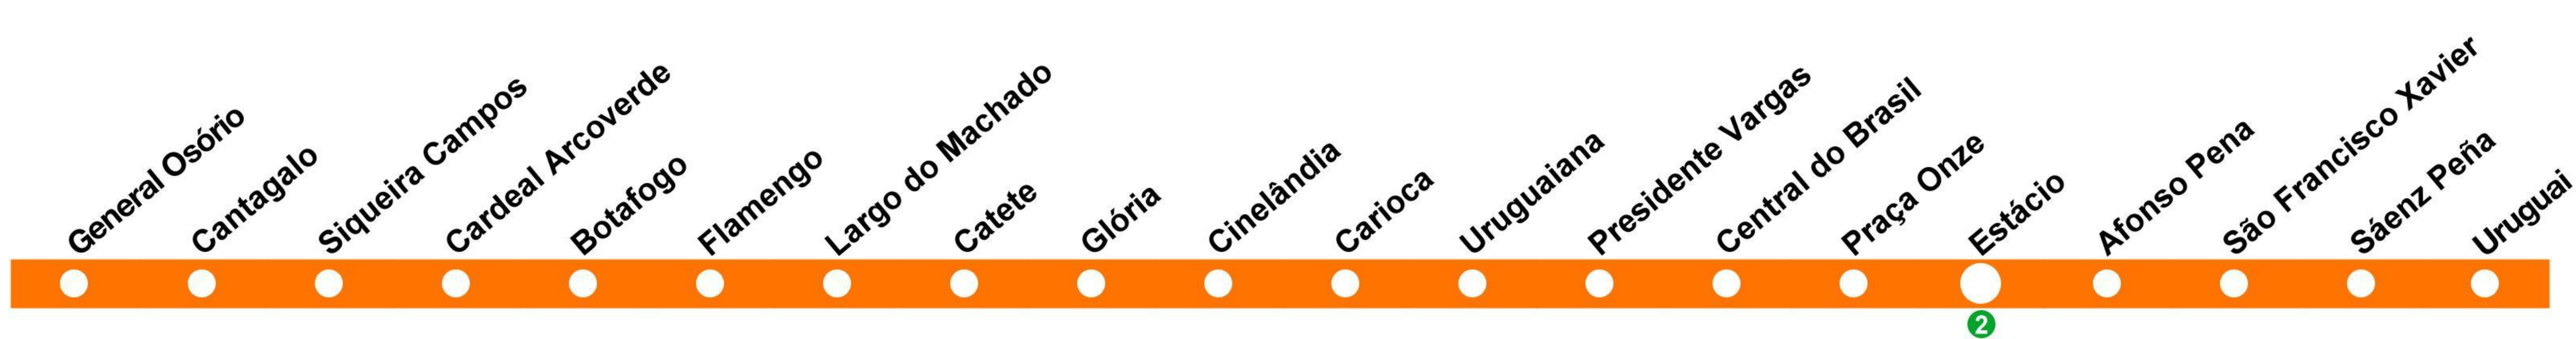 General Osório
Cantagalo
Siqueira Campos
Cardeal Arcoverde
Botafogo
Flamengo
Largo do Machado
Catete
Glória
Cinelândia
Carioca
Uruguaiana
Presidente Vargas
Central do Brasil
Praça Onze
Estácio
Afonso Pena
São Francisco Xavier
Sáenz Peña
Uruguai
2